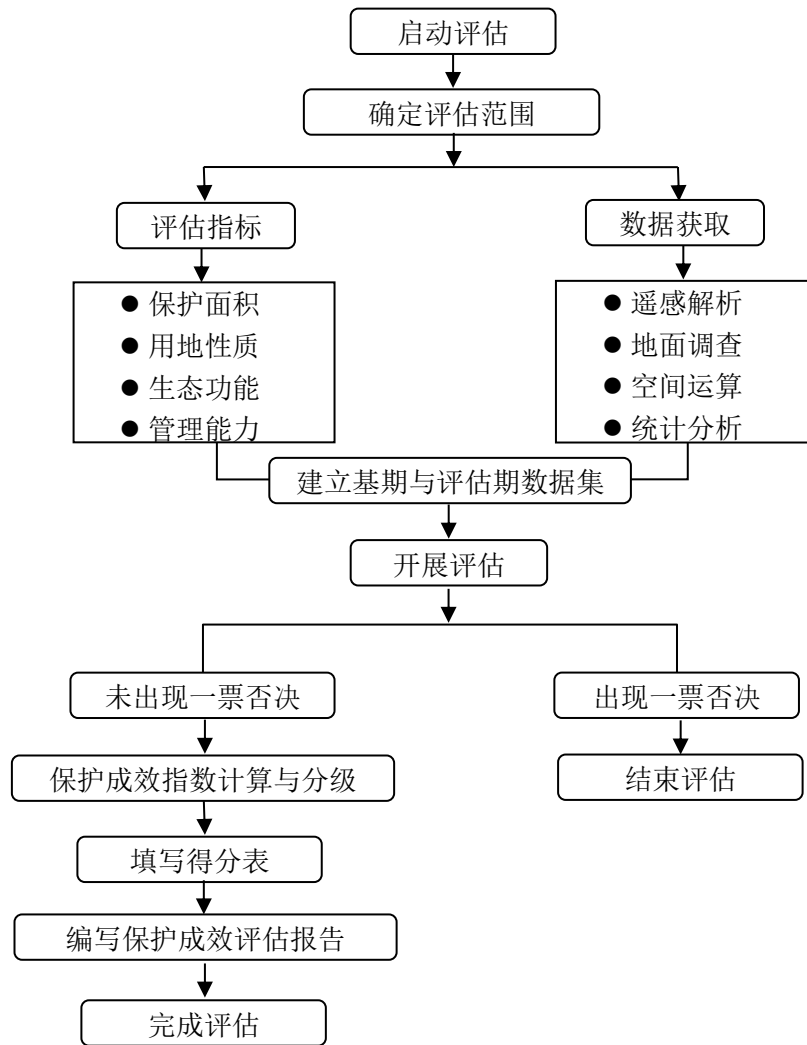 启动评估
确定评估范围
评估指标
数据获取
● 保护面积
● 用地性质
● 生态功能
● 管理能力
● 遥感解析
● 地面调查
● 空间运算
● 统计分析
建立基期与评估期数据集
开展评估
未出现一票否决
出现一票否决
保护成效指数计算与分级
结束评估
填写得分表
编写保护成效评估报告
完成评估